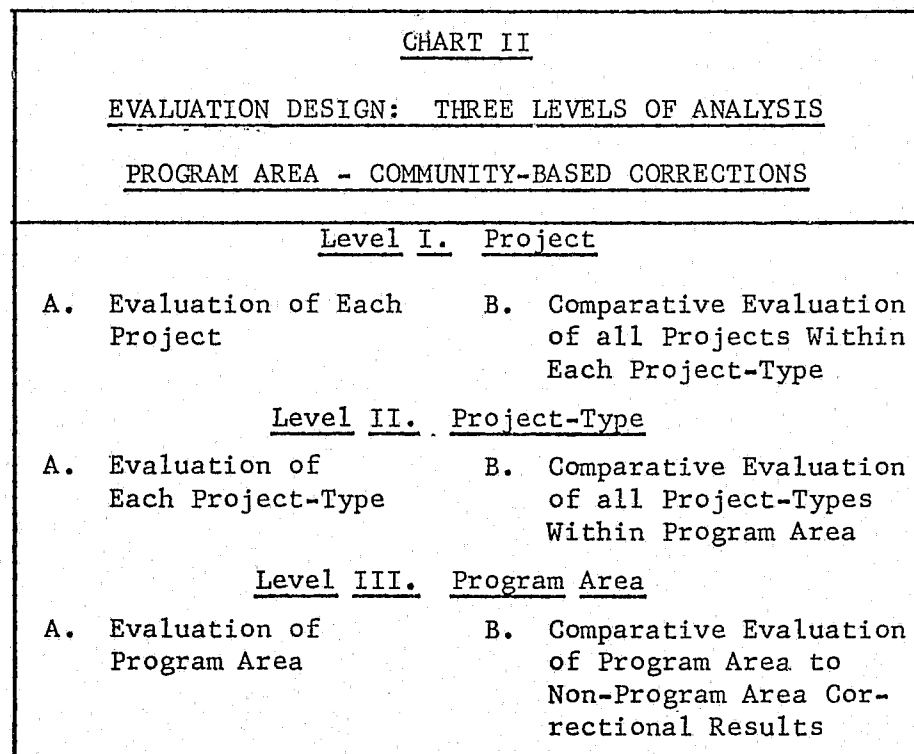 CHART II
EVALUATION DESIGN: THREE LEVELS OF ANALYSIS
PROGRAM AREA - COMMUNITY-BASED CORRECTIONS
Level I. Project
A. Evaluation of Each
Project
B. Comparative Evaluation
of all Projects Within
Each Project-Type
Level II. Project-Type
A. Evaluation of
Each Project-Type
B. Comparative Evaluation
of all Project-Types
Within Program Area
Level III. Program Area
A. Evaluation of
Program Area
B. Comparative Evaluation
of Program Area to
Non-Program Area Cor-
rectional Results